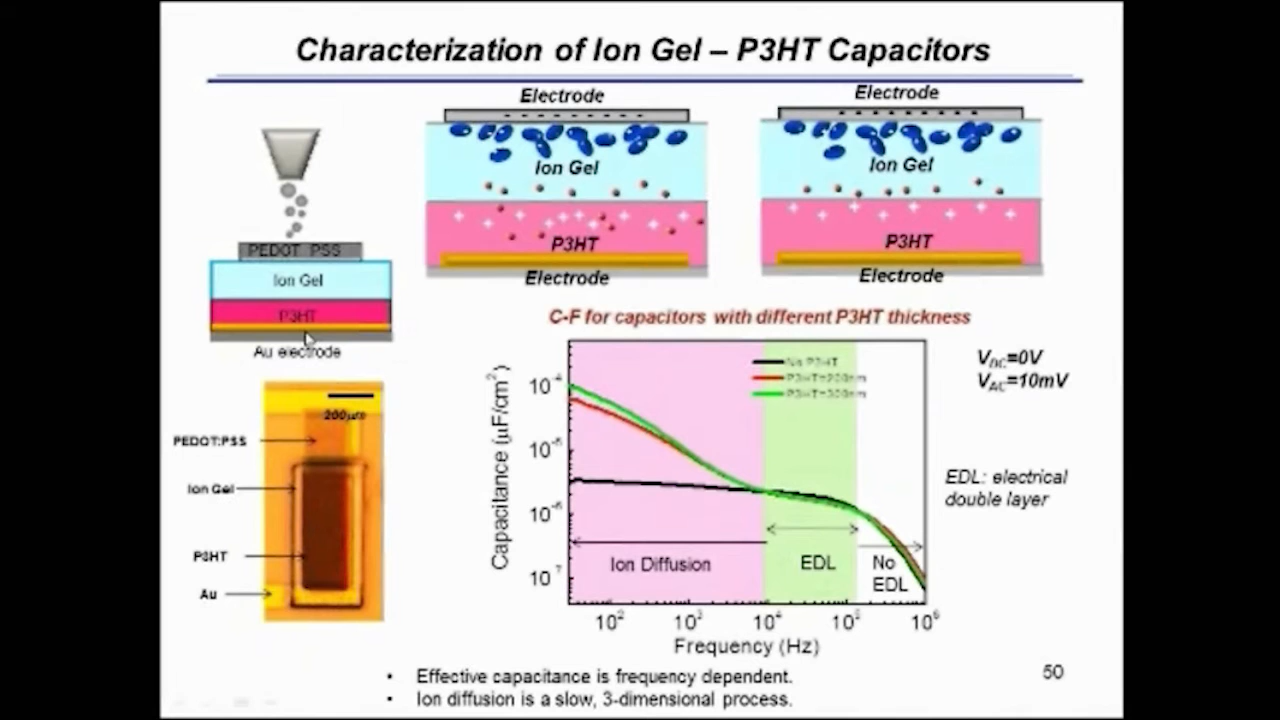 Characterization of Ion Gel – P3HT Capacitors
Electrode
Ion Gel
P3HT
Electrode
Electrode
Ion Gel
P3HT
Electrode
PEDOT PSS
Ion Gel
P3HT
Au electrode
200μm
PEDOT:PSS
Ion Gel
P3HT
Au
C-F for capacitors with different P3HT thickness
No P3HT
P3HT=200nm
P3HT=300nm
Capacitance (μF/cm²)
10⁻⁴
10⁻⁵
10⁻⁶
10⁻⁷
Ion Diffusion
EDL
No
EDL
10² 10³ 10⁴ 10⁵ 10⁶
Frequency (Hz)
V_DC=0V
V_AC=10mV
EDL: electrical
double layer
• Effective capacitance is frequency dependent.
• Ion diffusion is a slow, 3-dimensional process.
50